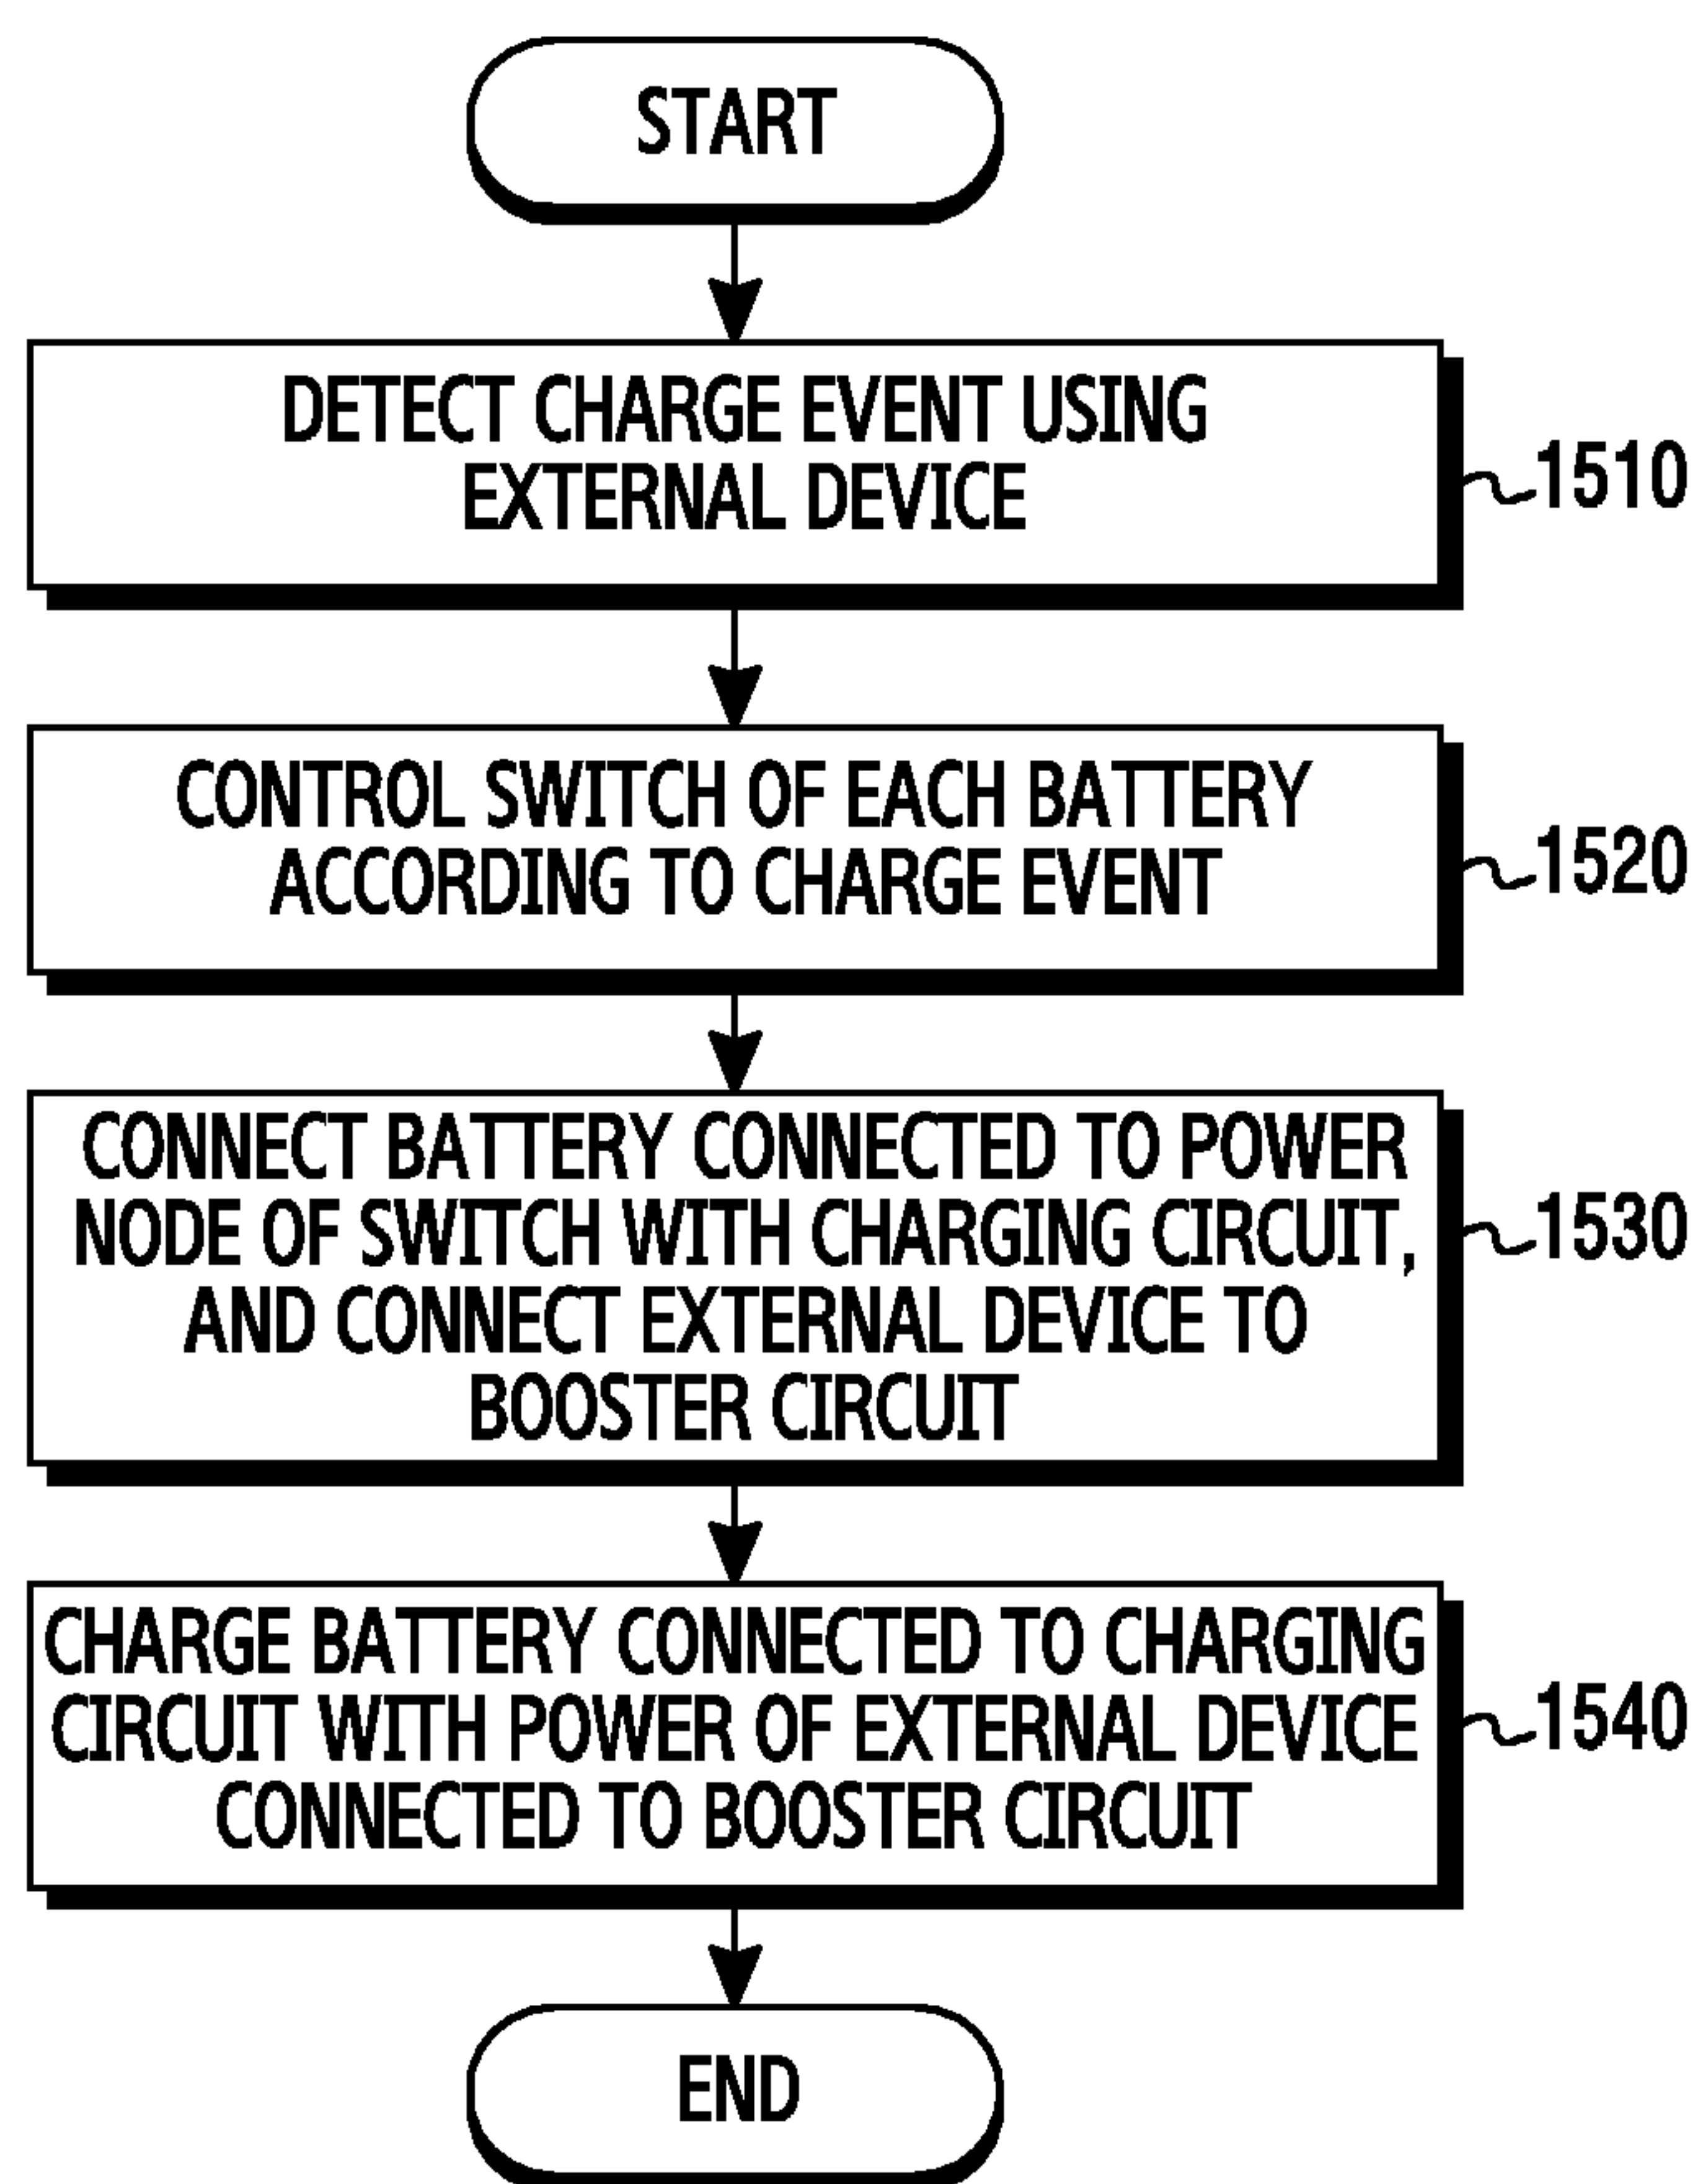 START
DETECT CHARGE EVENT USING
EXTERNAL DEVICE
1510
CONTROL SWITCH OF EACH BATTERY
ACCORDING TO CHARGE EVENT
1520
CONNECT BATTERY CONNECTED TO POWER
NODE OF SWITCH WITH CHARGING CIRCUIT,
AND CONNECT EXTERNAL DEVICE TO
BOOSTER CIRCUIT
1530
CHARGE BATTERY CONNECTED TO CHARGING
CIRCUIT WITH POWER OF EXTERNAL DEVICE
CONNECTED TO BOOSTER CIRCUIT
1540
END